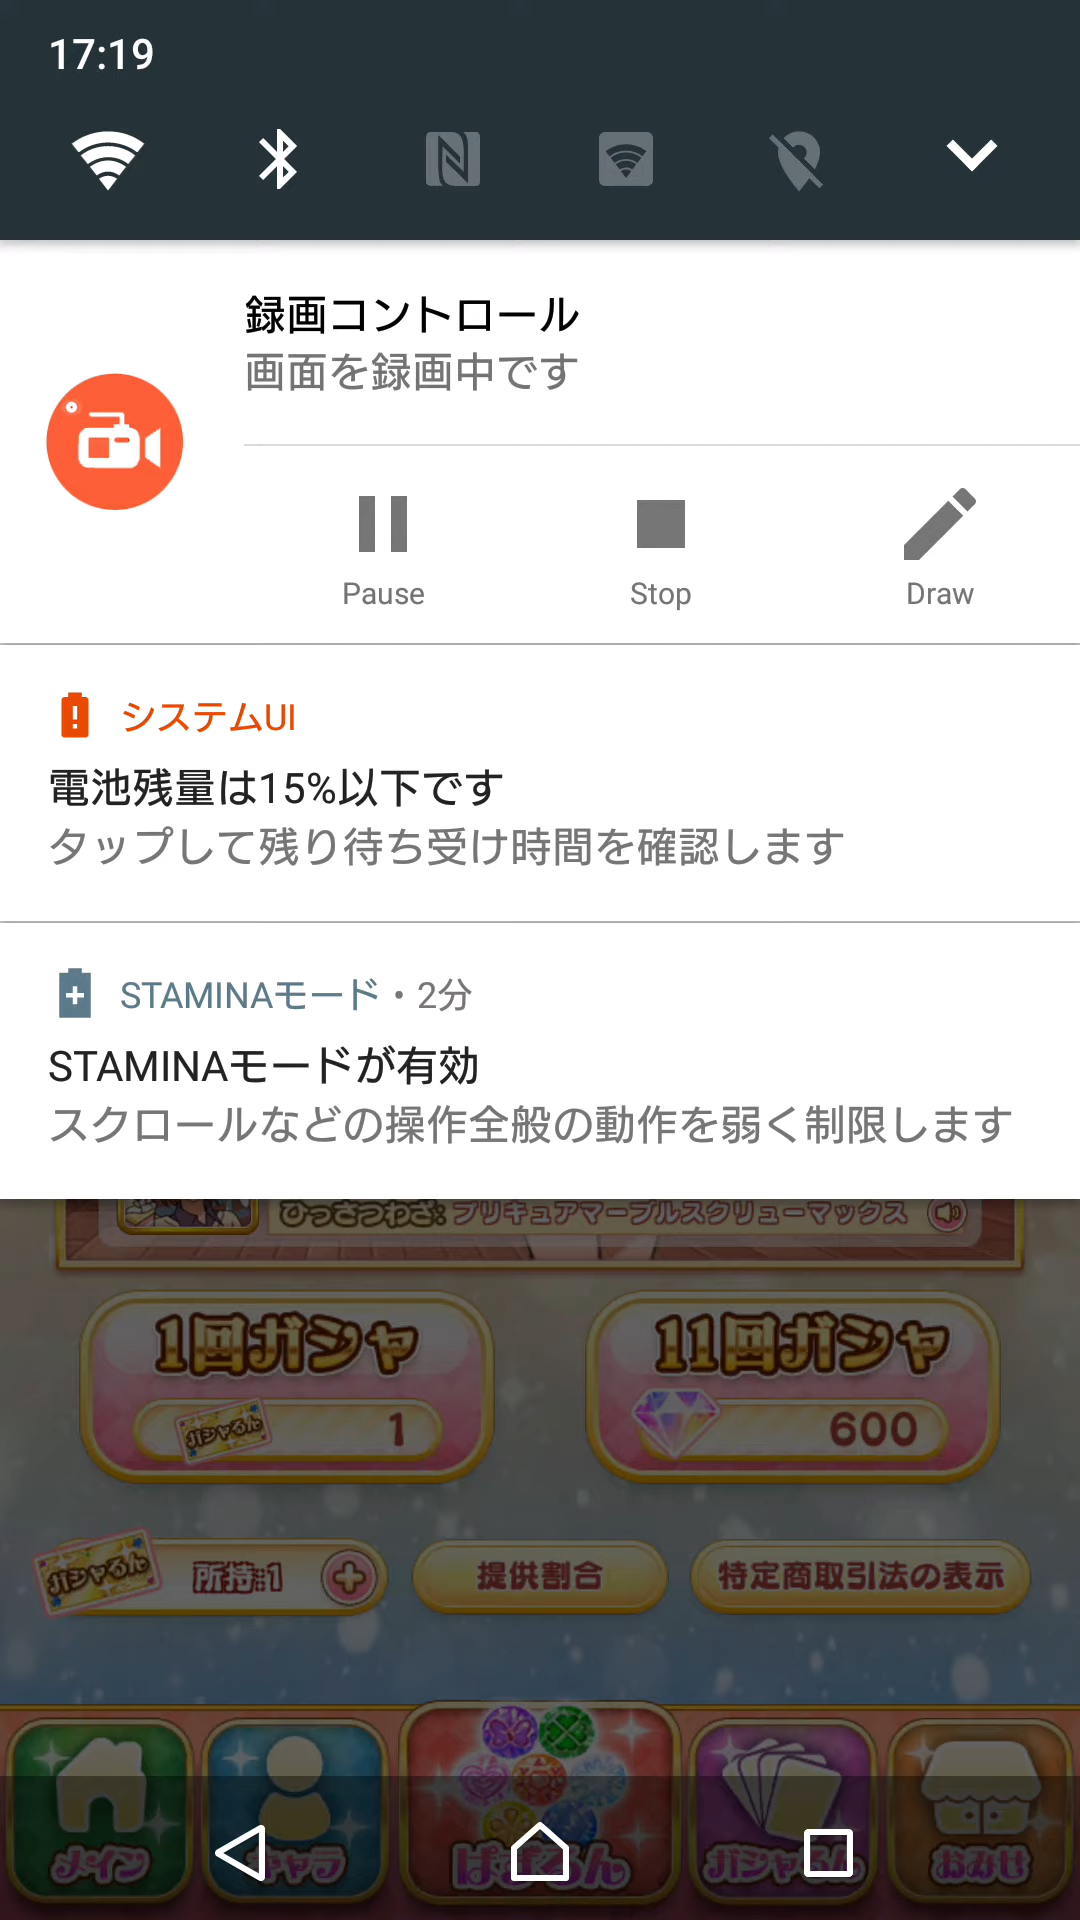 17:19
録画コントロール
画面を録画中です
Pause
Stop
Draw
システムUI
電池残量は15%以下です
タップして残り待ち受け時間を確認します
STAMINAモード・2分
STAMINAモードが有効
スクロールなどの操作全般の動作を弱く制限します
ひっさつわざ: プリキュアマーブルスクリューマックス
1回ガシャ
11回ガシャ
ガシャるん
1
600
ガシャるん
所持:1
提供割合
特定商取引法の表示
メイン
キャラ
ぱずるん
ガシャるん
おみせ